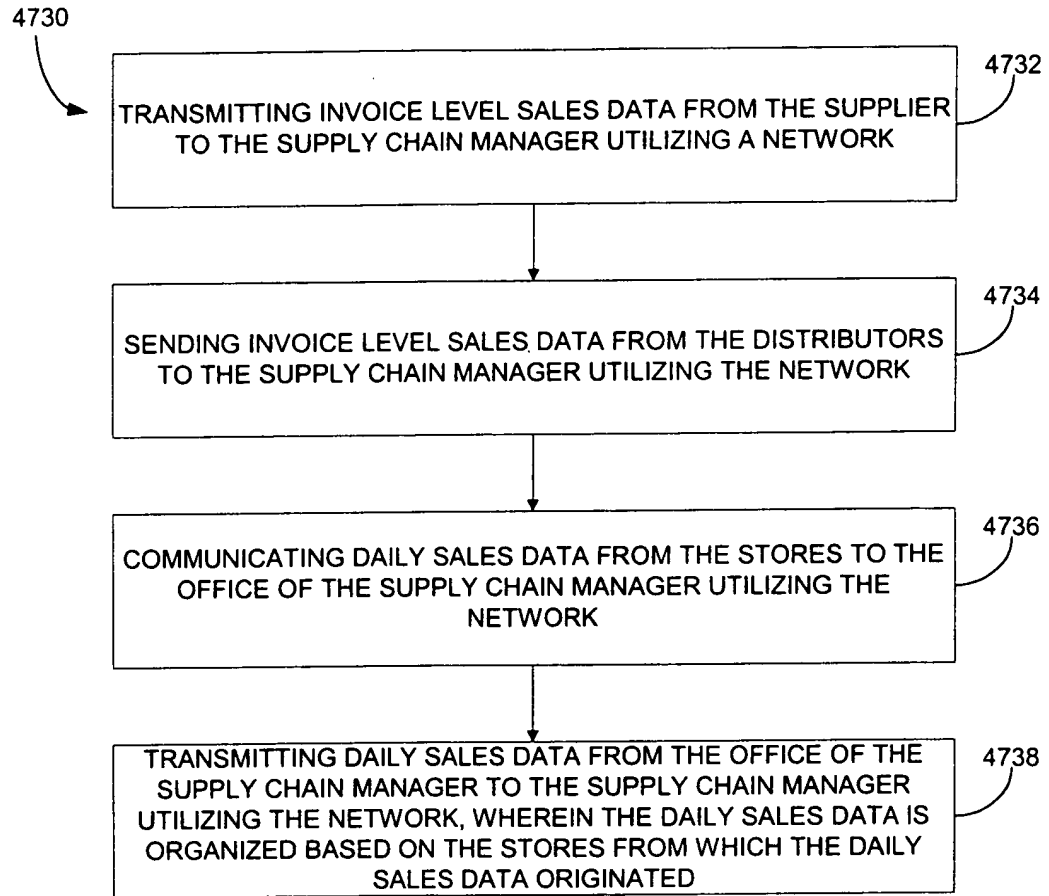 4730
4732
TRANSMITTING INVOICE LEVEL SALES DATA FROM THE SUPPLIER
TO THE SUPPLY CHAIN MANAGER UTILIZING A NETWORK
4734
SENDING INVOICE LEVEL SALES DATA FROM THE DISTRIBUTORS
TO THE SUPPLY CHAIN MANAGER UTILIZING THE NETWORK
4736
COMMUNICATING DAILY SALES DATA FROM THE STORES TO THE
OFFICE OF THE SUPPLY CHAIN MANAGER UTILIZING THE
NETWORK
4738
TRANSMITTING DAILY SALES DATA FROM THE OFFICE OF THE
SUPPLY CHAIN MANAGER TO THE SUPPLY CHAIN MANAGER
UTILIZING THE NETWORK, WHEREIN THE DAILY SALES DATA IS
ORGANIZED BASED ON THE STORES FROM WHICH THE DAILY
SALES DATA ORIGINATED